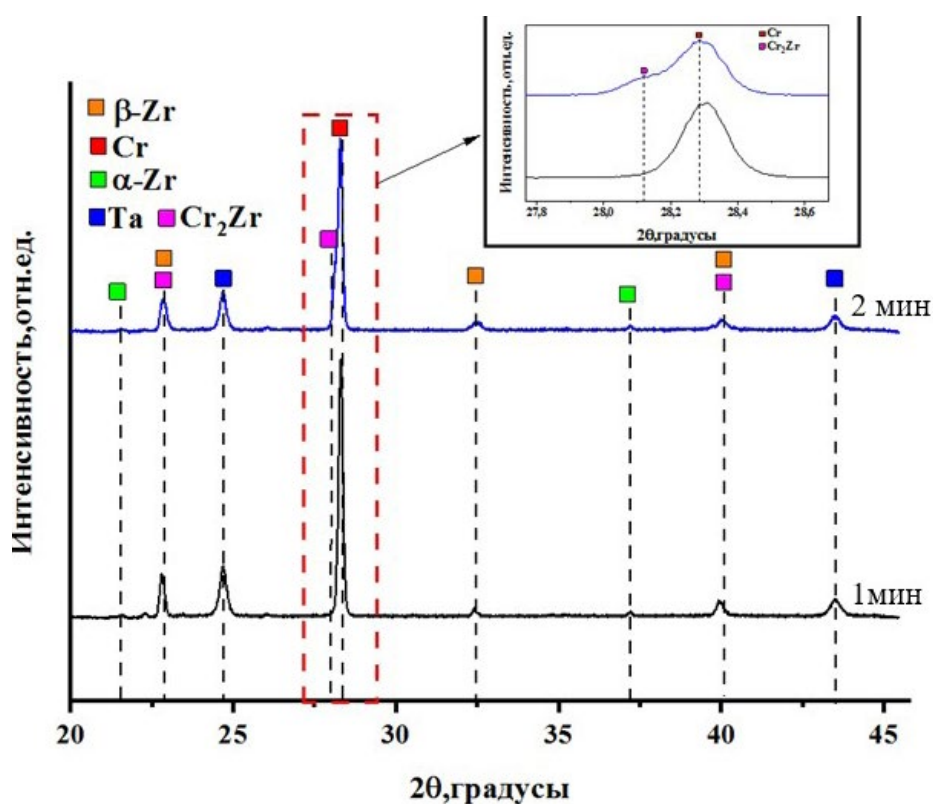 Интенсивность,отн.ед.
Cr
Cr₂Zr
27,8 28,0 28,2 28,4 28,6
2θ,градусы
β-Zr
Cr
α-Zr
Ta Cr₂Zr
2 мин
1мин
Интенсивность,отн.ед.
20 25 30 35 40 45
2θ,градусы